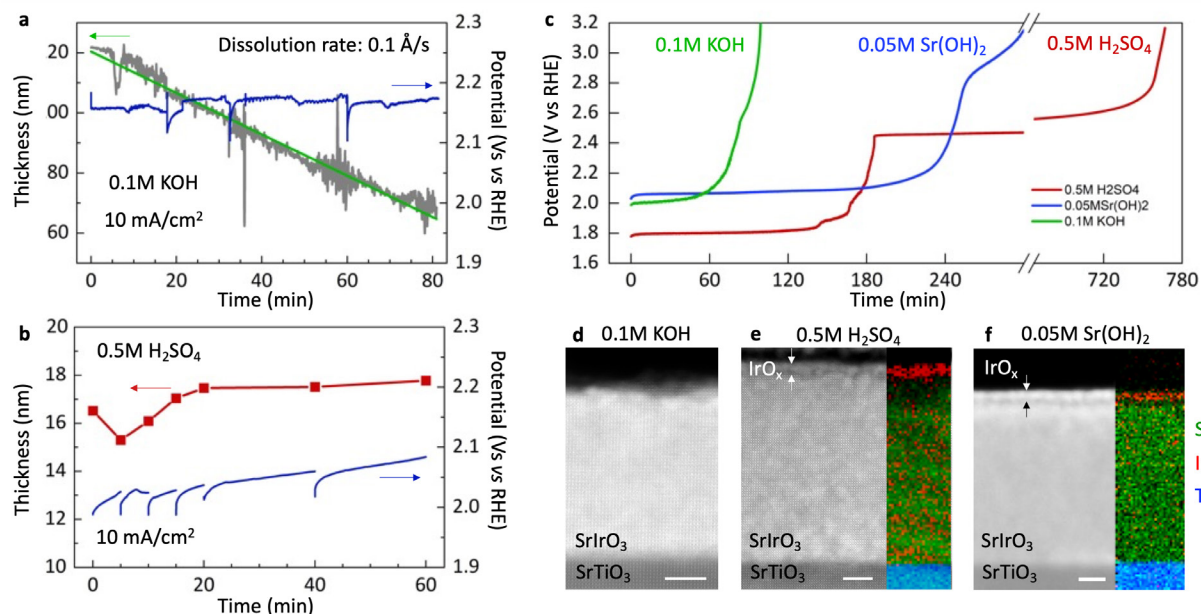 a
Dissolution rate: 0.1 Å/s
0.1M KOH
10 mA/cm²
Thickness (nm)
20
00
80
60
Potential (Vs vs RHE)
2.3
2.2
2.1
2.0
1.9
0 20 40 60 80
Time (min)
b
0.5M H₂SO₄
10 mA/cm²
Thickness (nm)
20
18
16
14
12
10
Potential (Vs vs RHE)
2.3
2.2
2.1
2.0
1.9
0 20 40 60
Time (min)
c
0.1M KOH
0.05M Sr(OH)₂
0.5M H₂SO₄
Potential (V vs RHE)
3.2
3.0
2.8
2.6
2.4
2.2
2.0
1.8
1.6
0.5M H2SO4
0.05MSr(OH)2
0.1M KOH
0 60 120 180 240 720 780
Time (min)
d 0.1M KOH
SrIrO₃
SrTiO₃
e 0.5M H₂SO₄
IrOₓ
SrIrO₃
SrTiO₃
f 0.05M Sr(OH)₂
IrOₓ
SrIrO₃
SrTiO₃
S
I
T